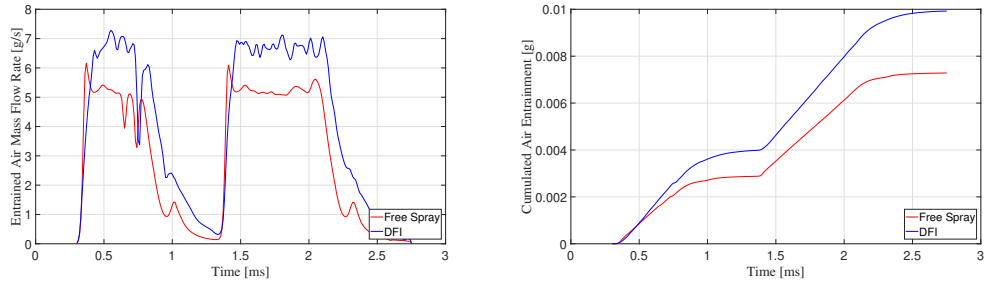 Entrained Air Mass Flow Rate [g/s]
8
7
6
5
4
3
2
1
0
0 0.5 1 1.5 2 2.5 3
Time [ms]
Free Spray
DFI
Cumulated Air Entrainment [g]
0.01
0.008
0.006
0.004
0.002
0
0 0.5 1 1.5 2 2.5 3
Time [ms]
Free Spray
DFI